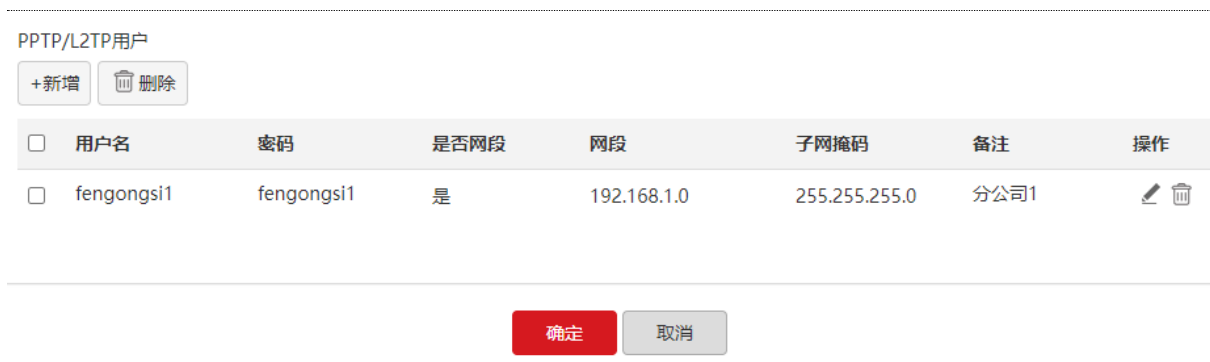 PPTP/L2TP用户
+新增 删除
用户名 密码 是否网段 网段 子网掩码 备注 操作
fengongsi1 fengongsi1 是 192.168.1.0 255.255.255.0 分公司1
确定 取消